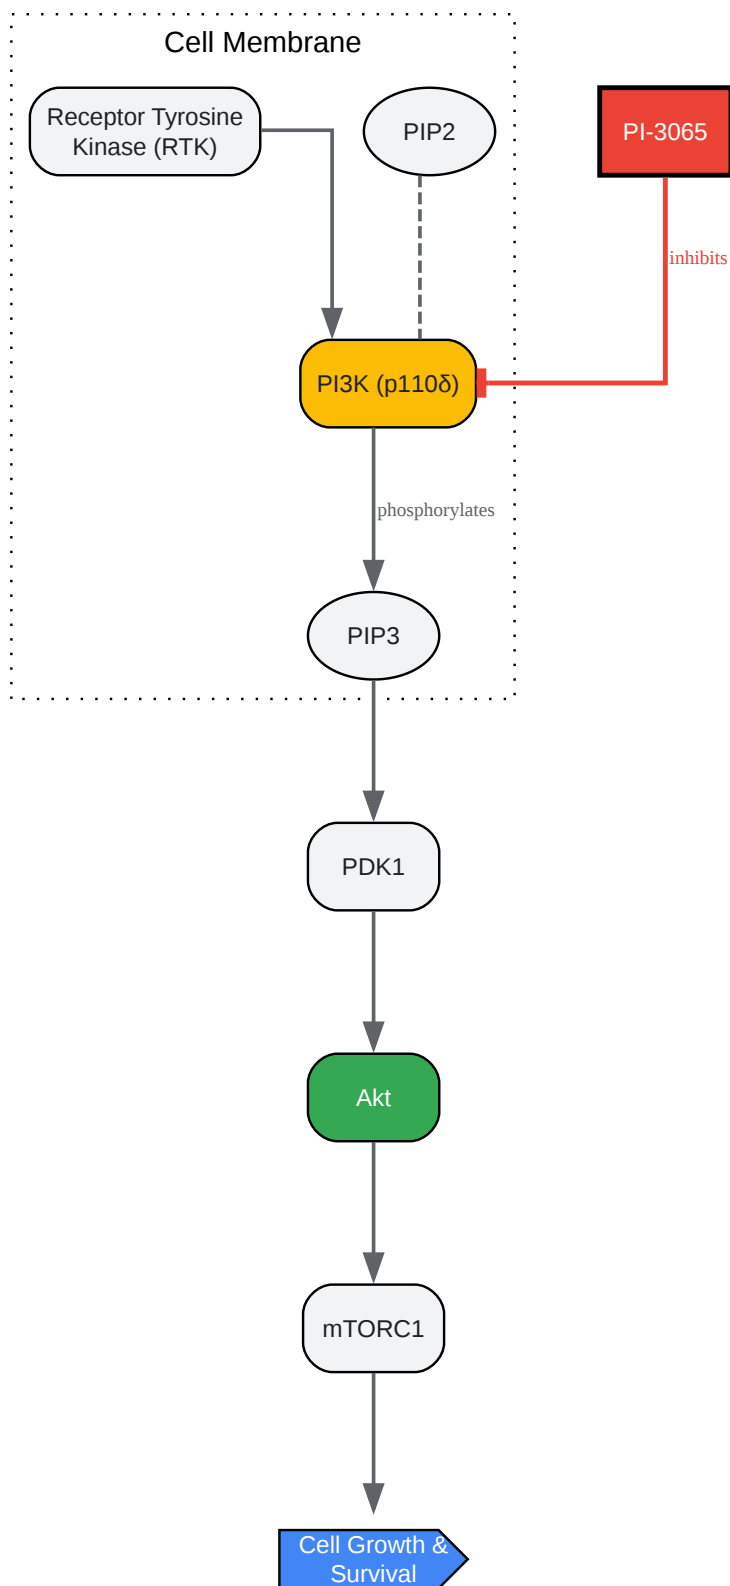 Cell Membrane
Receptor Tyrosine
Kinase (RTK)
PIP2
PI-3065
inhibits
PI3K (p110δ)
phosphorylates
PIP3
PDK1
Akt
mTORC1
Cell Growth &
Survival